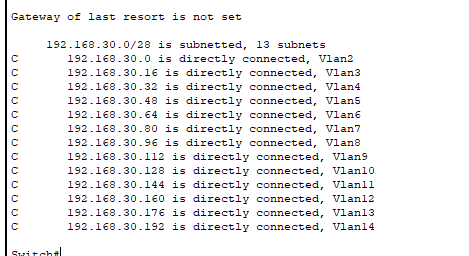 Gateway of last resort is not set
192.168.30.0/28 is subnetted, 13 subnets
C 192.168.30.0 is directly connected, Vlan2
C 192.168.30.16 is directly connected, Vlan3
C 192.168.30.32 is directly connected, Vlan4
C 192.168.30.48 is directly connected, Vlan5
C 192.168.30.64 is directly connected, Vlan6
C 192.168.30.80 is directly connected, Vlan7
C 192.168.30.96 is directly connected, Vlan8
C 192.168.30.112 is directly connected, Vlan9
C 192.168.30.128 is directly connected, Vlan10
C 192.168.30.144 is directly connected, Vlan11
C 192.168.30.160 is directly connected, Vlan12
C 192.168.30.176 is directly connected, Vlan13
C 192.168.30.192 is directly connected, Vlan14
Switch#